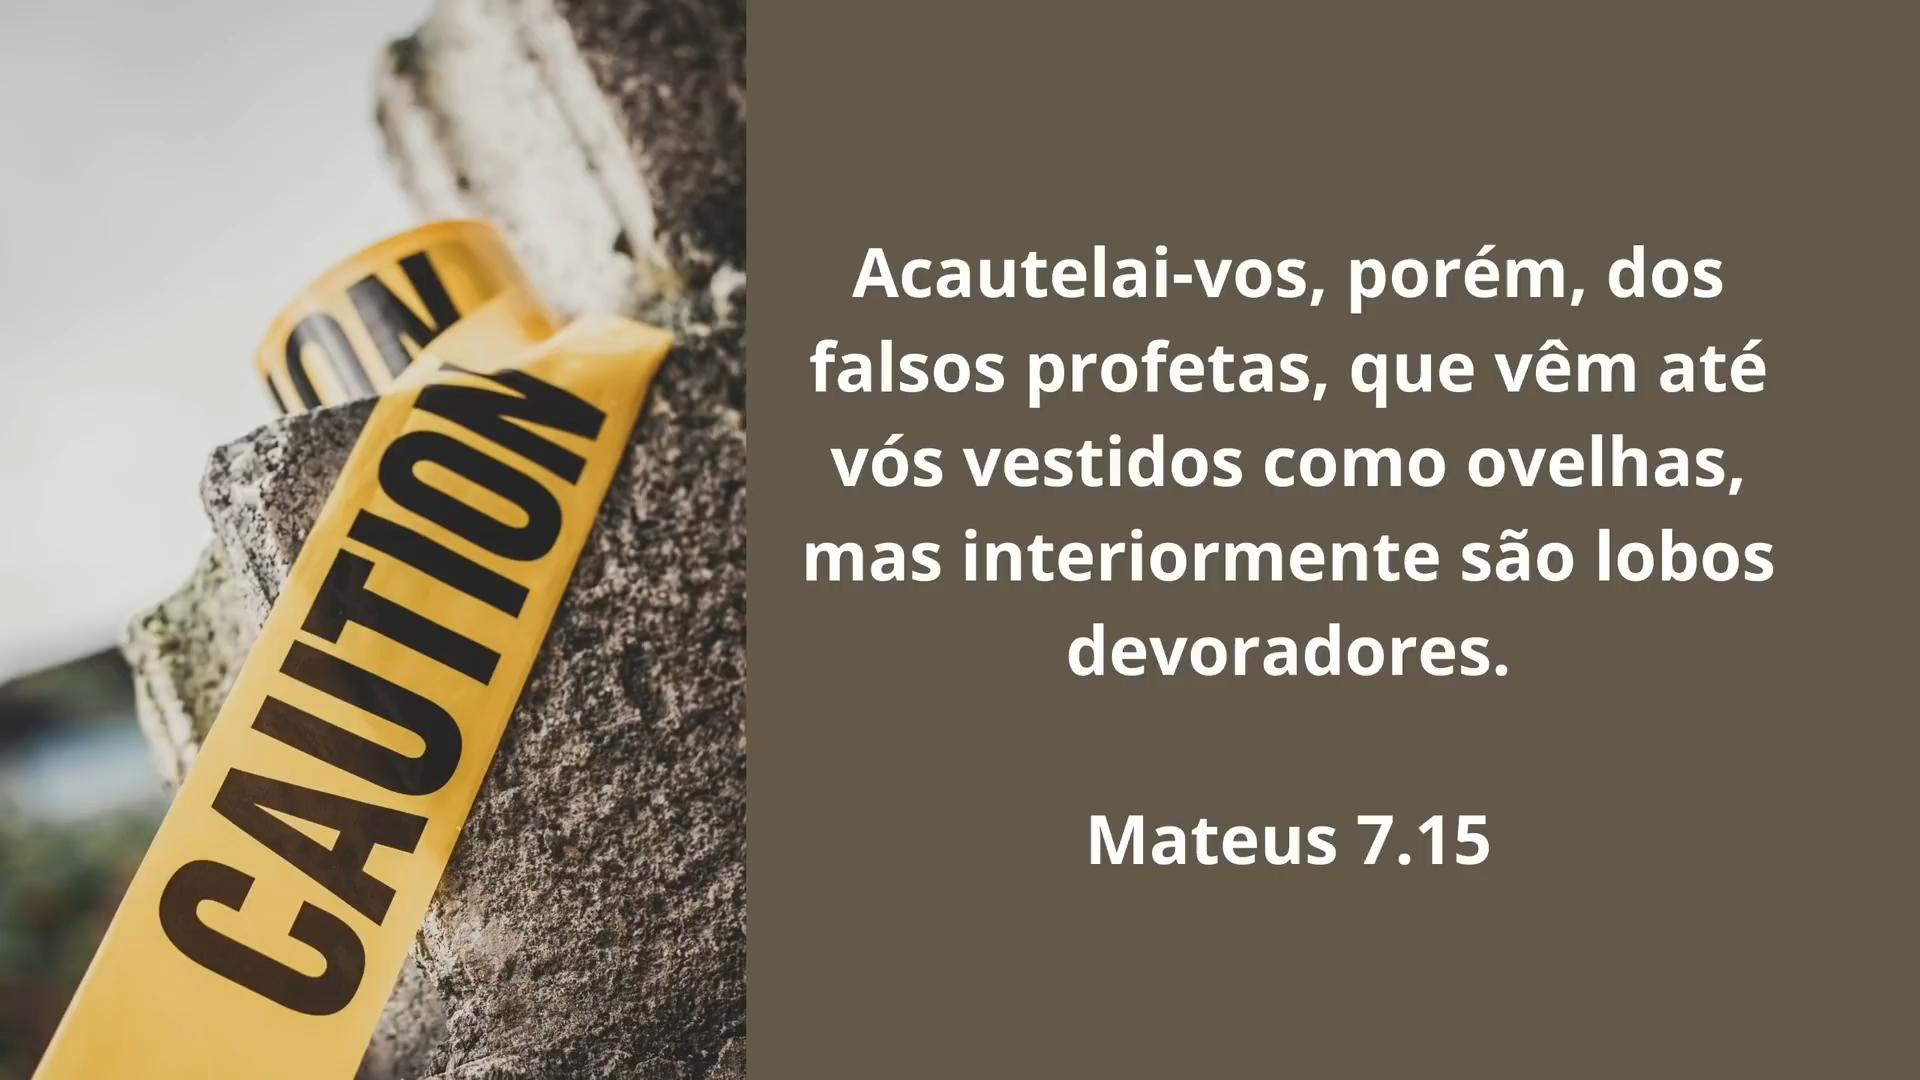 ON
CAUTION
Acautelai-vos, porém, dos
falsos profetas, que vêm até
vós vestidos como ovelhas,
mas interiormente são lobos
devoradores.
Mateus 7.15